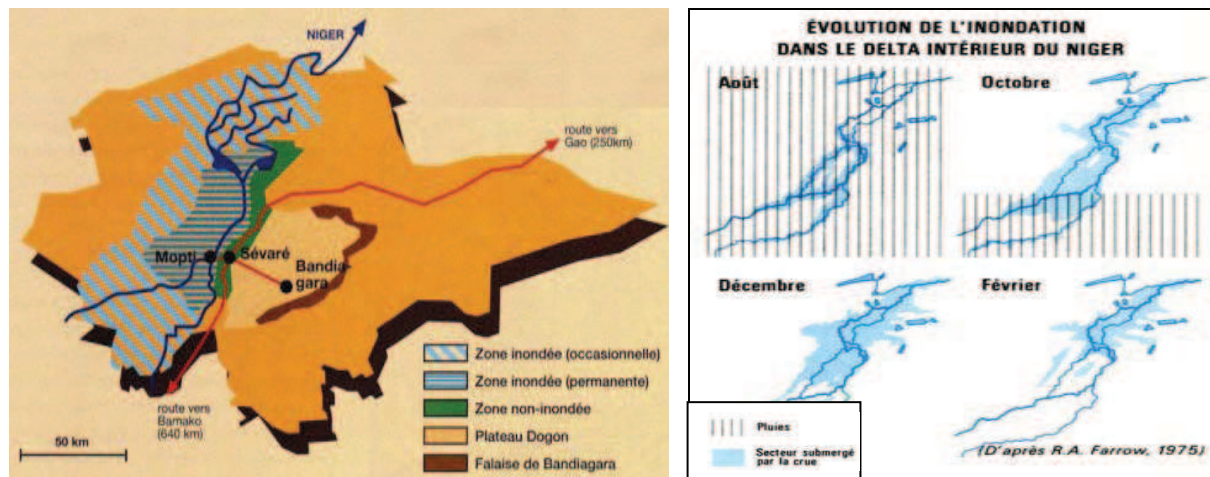 NIGER
route vers
Gao (250km)
Mopti
Sévaré
Bandia-
gara
route vers
Bamako
(640 km)
50 km
Zone inondée (occasionnelle)
Zone inondée (permanente)
Zone non-inondée
Plateau Dogon
Falaise de Bandiagara
ÉVOLUTION DE L'INONDATION
DANS LE DELTA INTÉRIEUR DU NIGER
Août
Octobre
Décembre
Février
Pluies
Secteur submergé
par la crue
(D'après R.A. Farrow, 1975)